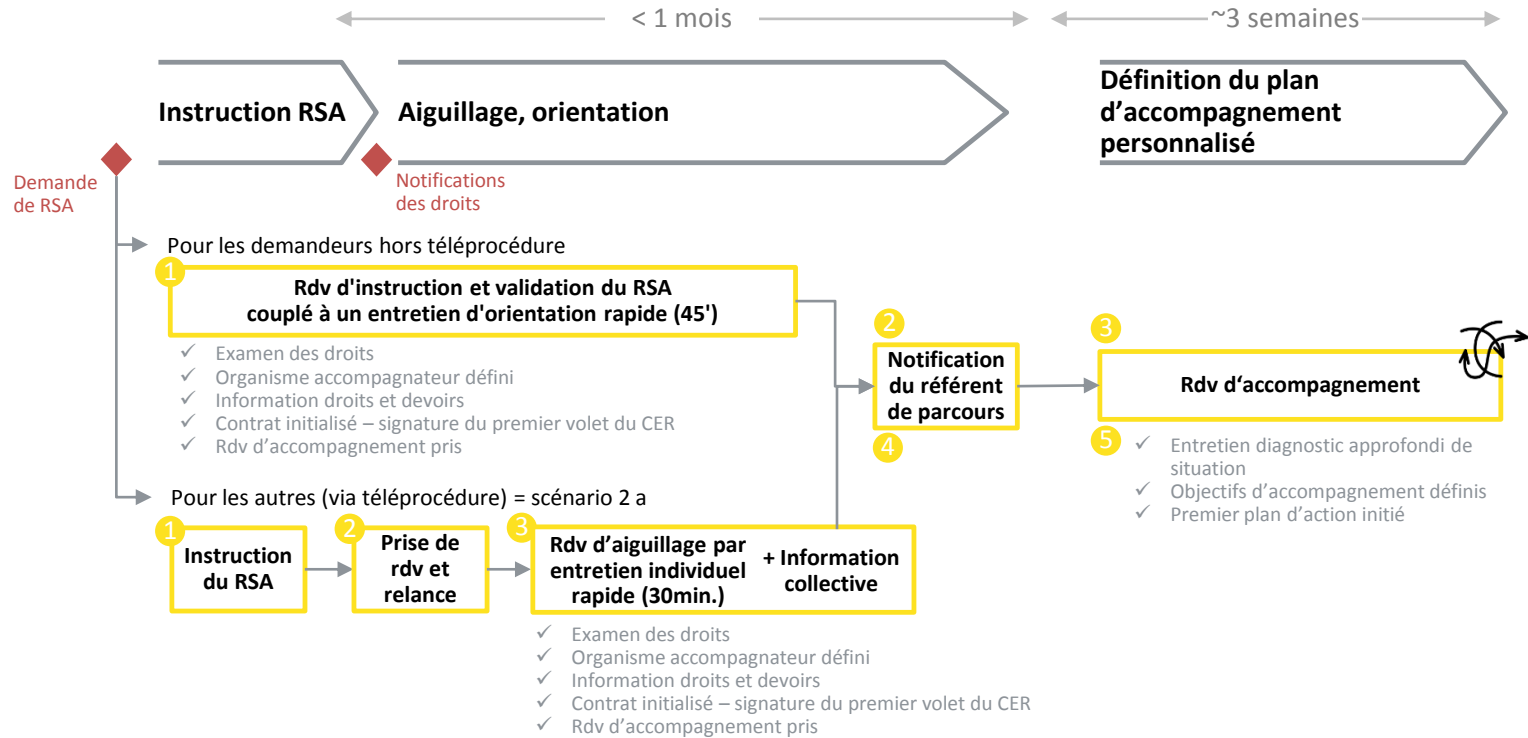 < 1 mois
~3 semaines
Instruction RSA
Aiguillage, orientation
Définition du plan
d’accompagnement
personnalisé
Demande
de RSA
Notifications
des droits
Pour les demandeurs hors téléprocédure
1
Rdv d'instruction et validation du RSA
couplé à un entretien d'orientation rapide (45')
✓ Examen des droits
✓ Organisme accompagnateur défini
✓ Information droits et devoirs
✓ Contrat initialisé – signature du premier volet du CER
✓ Rdv d’accompagnement pris
2
Notification
du référent
de parcours
4
3
Rdv d‘accompagnement
5
✓ Entretien diagnostic approfondi de
situation
✓ Objectifs d’accompagnement définis
✓ Premier plan d’action initié
Pour les autres (via téléprocédure) = scénario 2 a
1
Instruction
du RSA
2
Prise de
rdv et
relance
3
Rdv d’aiguillage par
entretien individuel
rapide (30min.)
+ Information
collective
✓ Examen des droits
✓ Organisme accompagnateur défini
✓ Information droits et devoirs
✓ Contrat initialisé – signature du premier volet du CER
✓ Rdv d’accompagnement pris